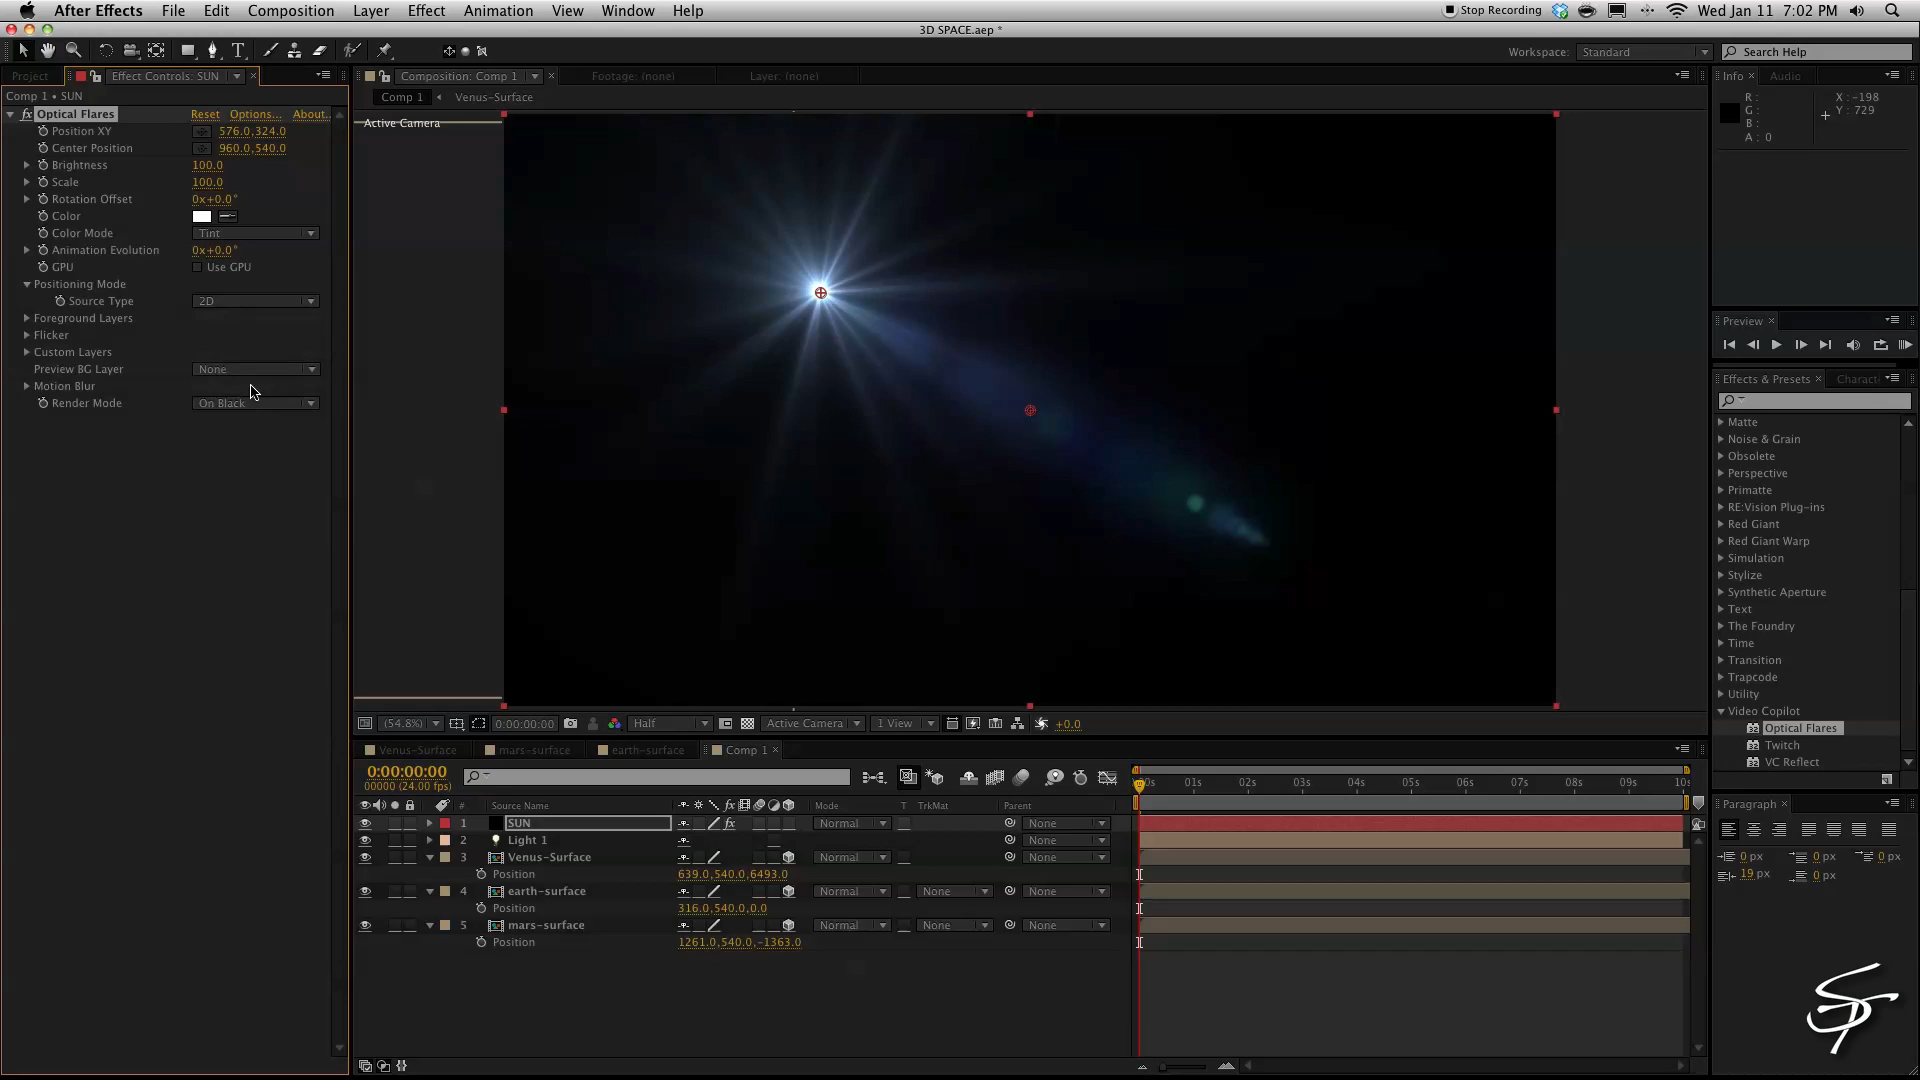 After Effects File Edit Composition Layer Effect Animation View Window Help Stop Recording Wed Jan 11 7:02 PM
3D SPACE.aep *
Workspace: Standard Search Help
Project Effect Controls: SUN Composition: Comp 1 Footage: (none) Layer: (none) Info Audio
Comp 1 • SUN
Comp 1 Venus-Surface
Optical Flares Reset Options... About..
Position XY 576.0,324.0
Center Position 960.0,540.0
Brightness 100.0
Scale 100.0
Rotation Offset 0x+0.0°
Color
Color Mode Tint
Animation Evolution 0x+0.0°
GPU Use GPU
Positioning Mode
Source Type 2D
Foreground Layers
Flicker
Custom Layers
Preview BG Layer None
Motion Blur
Render Mode On Black
Active Camera
R :
G :
B :
A : 0
X : -198
Y : 729
Preview
Effects & Presets Charact
Matte
Noise & Grain
Obsolete
Perspective
Primatte
RE:Vision Plug-ins
Red Giant
Red Giant Warp
Simulation
Stylize
Synthetic Aperture
Text
The Foundry
Time
Transition
Trapcode
Utility
Video Copilot
Optical Flares
Twitch
VC Reflect
(54.8%) 0:00:00:00 Half Active Camera 1 View +0.0
Venus-Surface mars-surface earth-surface Comp 1
0:00:00:00
00000 (24.00 fps)
01s 02s 03s 04s 05s 06s 07s 08s 09s
# Source Name fx Mode T TrkMat Parent
1 SUN fx Normal None
2 Light 1 None
3 Venus-Surface Normal None
Position 639.0,540.0,6493.0
4 earth-surface Normal None None
Position 316.0,540.0,0.0
5 mars-surface Normal None None
Position 1261.0,540.0,-1363.0
Paragraph
0 px 0 px 0 px
19 px 0 px